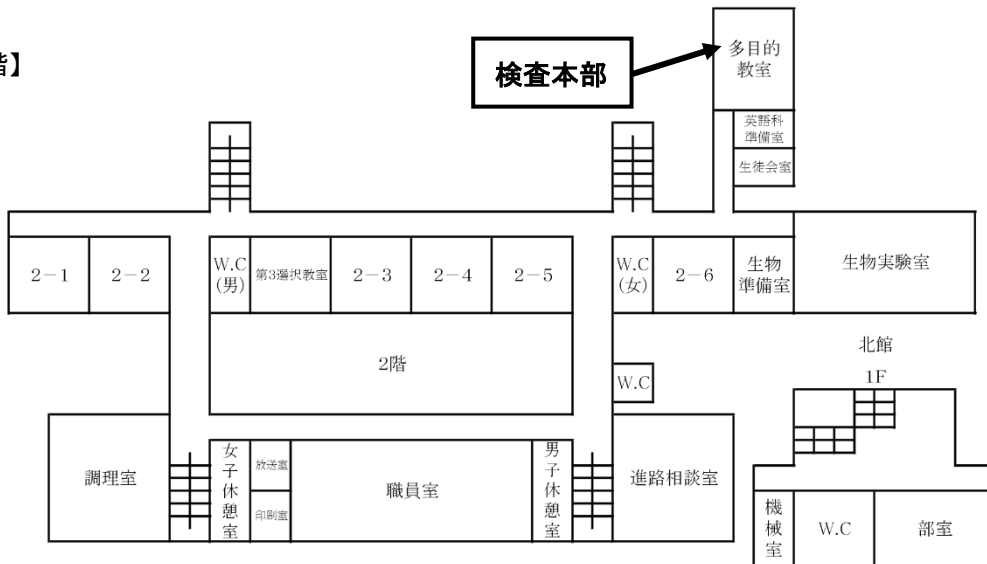 階】
検査本部
多目的
教室
英語科
準備室
生徒会室
2－1
2－2
W.C
(男)
第3選択教室
2－3
2－4
2－5
W.C
(女)
2－6
生物
準備室
生物実験室
2階
W.C
北館
1F
調理室
女子休憩室
放送室
印刷室
職員室
男子休憩室
進路相談室
機械室
W.C
部室